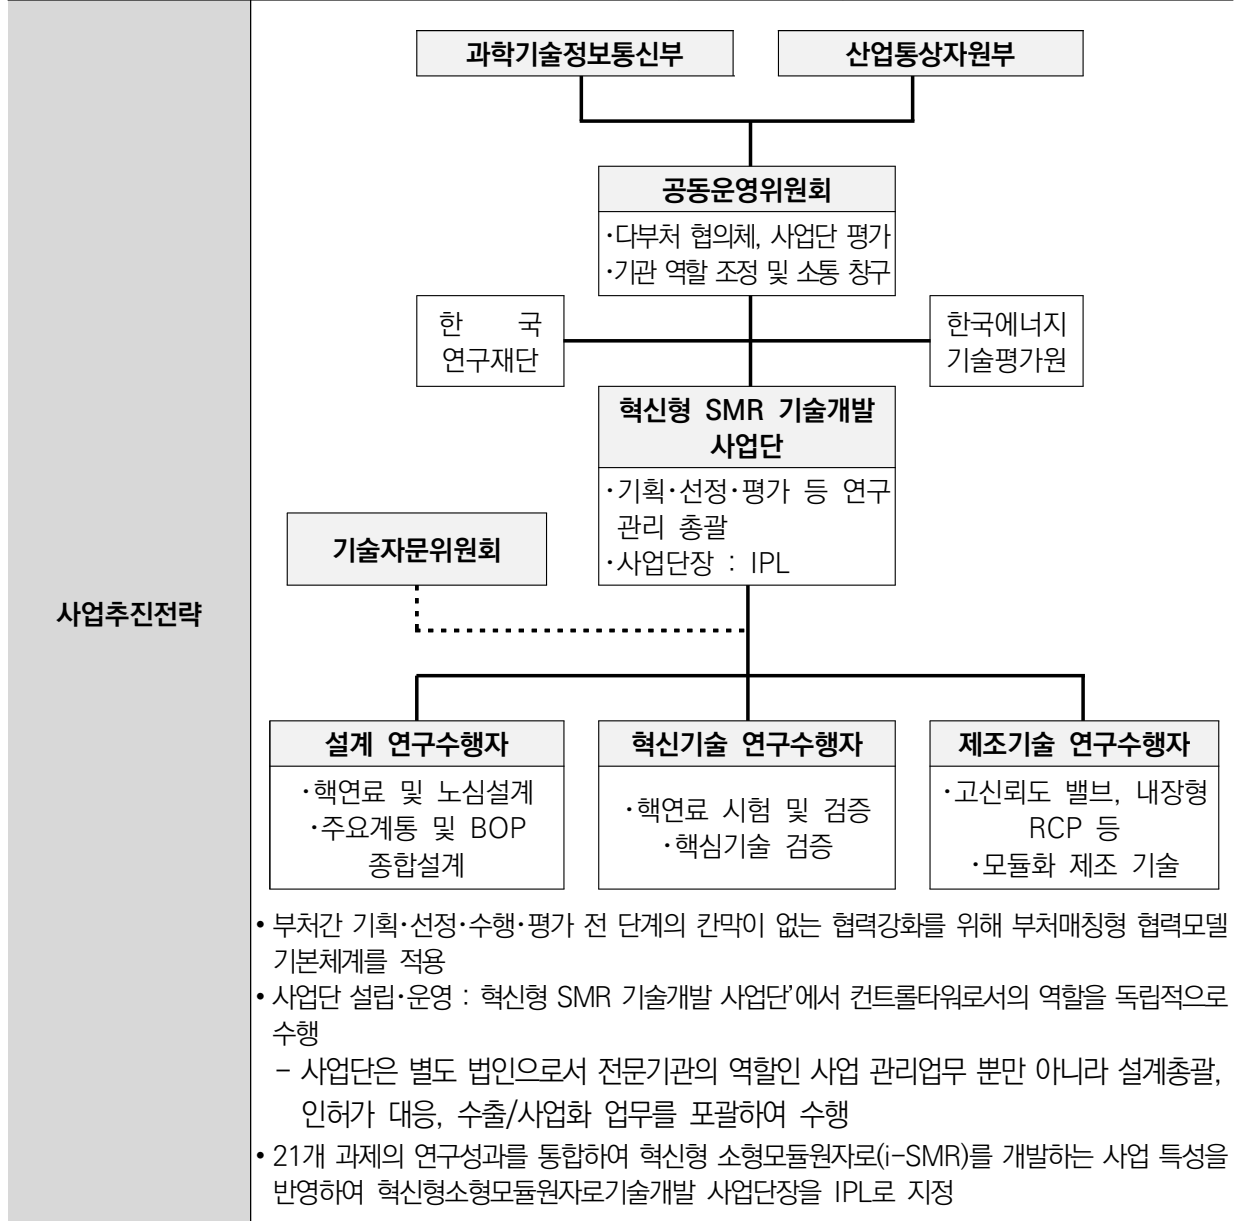 사업추진전략
과학기술정보통신부
산업통상자원부
공동운영위원회
·다부처 협의체, 사업단 평가
·기관 역할 조정 및 소통 창구
한 국
연구재단
한국에너지
기술평가원
혁신형 SMR 기술개발
사업단
·기획·선정·평가 등 연구
관리 총괄
·사업단장 : IPL
기술자문위원회
설계 연구수행자
·핵연료 및 노심설계
·주요계통 및 BOP
종합설계
혁신기술 연구수행자
·핵연료 시험 및 검증
·핵심기술 검증
제조기술 연구수행자
·고신뢰도 밸브, 내장형
RCP 등
·모듈화 제조 기술
• 부처간 기획·선정·수행·평가 전 단계의 칸막이 없는 협력강화를 위해 부처매칭형 협력모델
기본체계를 적용
• 사업단 설립·운영 : 혁신형 SMR 기술개발 사업단’에서 컨트롤타워로서의 역할을 독립적으로
수행
- 사업단은 별도 법인으로서 전문기관의 역할인 사업 관리업무 뿐만 아니라 설계총괄,
인허가 대응, 수출/사업화 업무를 포괄하여 수행
• 21개 과제의 연구성과를 통합하여 혁신형 소형모듈원자로(i-SMR)를 개발하는 사업 특성을
반영하여 혁신형소형모듈원자로기술개발 사업단장을 IPL로 지정